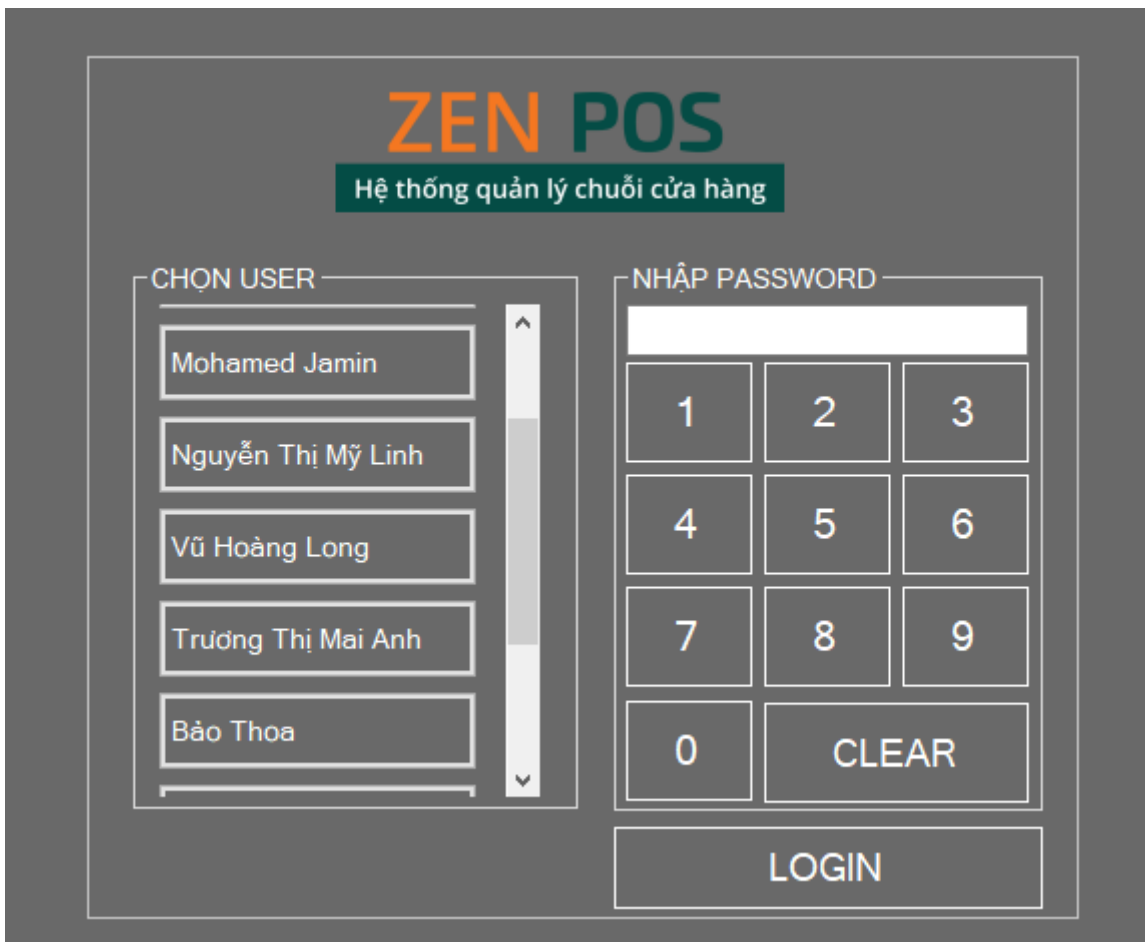 ZEN POS
Hệ thống quản lý chuỗi cửa hàng
CHỌN USER
Mohamed Jamin
Nguyễn Thị Mỹ Linh
Vũ Hoàng Long
Trương Thị Mai Anh
Bảo Thoa
NHẬP PASSWORD
1 2 3
4 5 6
7 8 9
0 CLEAR
LOGIN